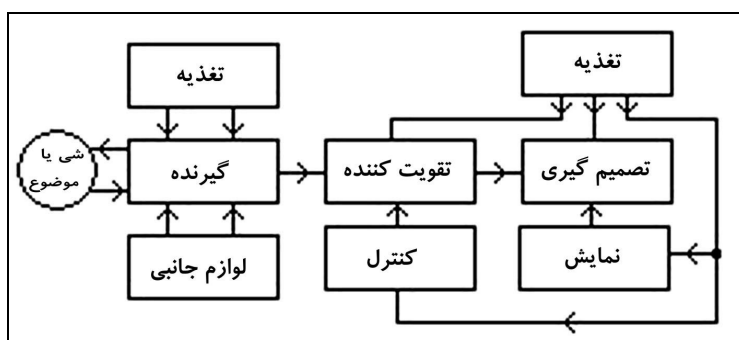 تغذیه
تغذیه
شی یا
موضوع
گیرنده
تقویت کننده
تصمیم گیری
لوازم جانبی
کنترل
نمایش